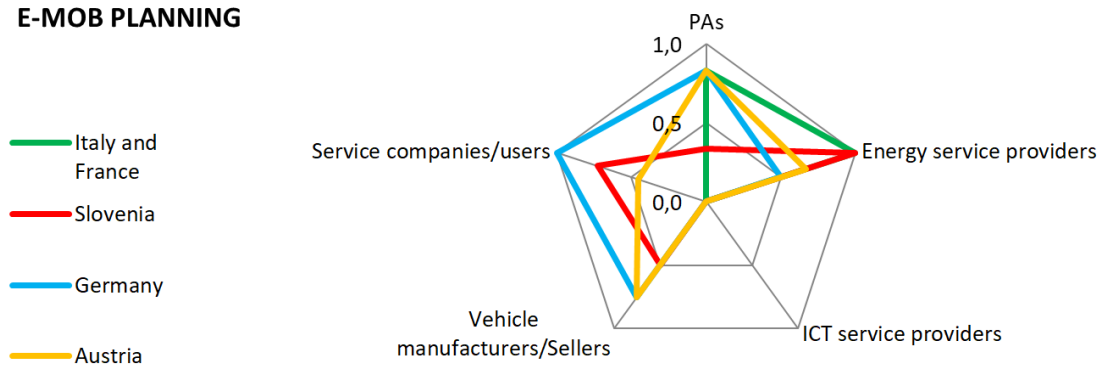 E-MOB PLANNING
PAs
1,0
0,5
0,0
Italy and
France
Slovenia
Germany
Austria
Service companies/users
Energy service providers
Vehicle
manufacturers/Sellers
ICT service providers